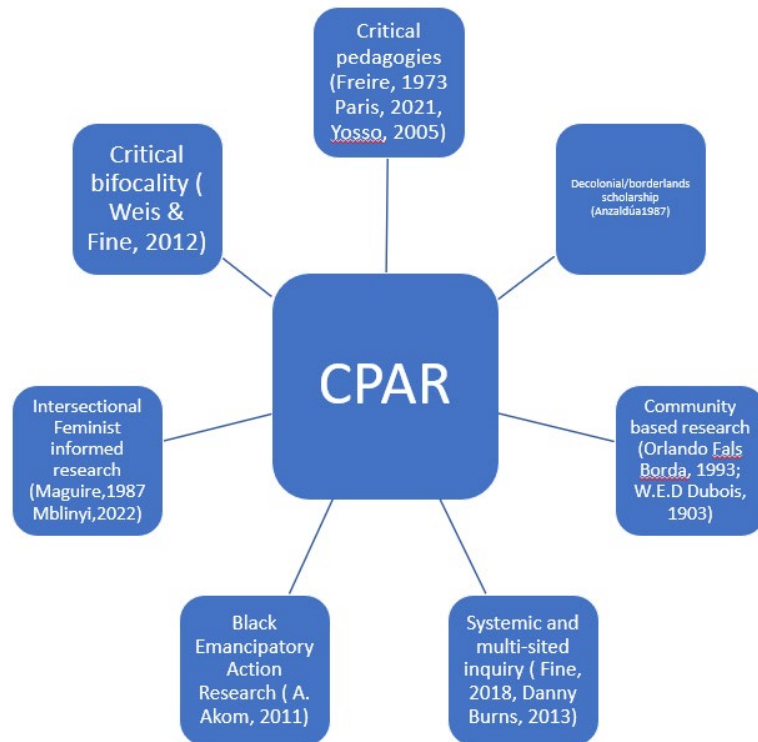 Critical
pedagogies
(Freire, 1973
Paris, 2021,
Yosso, 2005)
Decolonial/borderlands
scholarship
(Anzaldúa1987)
Community
based research
(Orlando Fals
Borda, 1993;
W.E.D Dubois,
1903)
Systemic and
multi-sited
inquiry ( Fine,
2018, Danny
Burns, 2013)
Black
Emancipatory
Action
Research ( A.
Akom, 2011)
Intersectional
Feminist
informed
research
(Maguire,1987
Mblinyi,2022)
Critical
bifocality (
Weis &
Fine, 2012)
CPAR